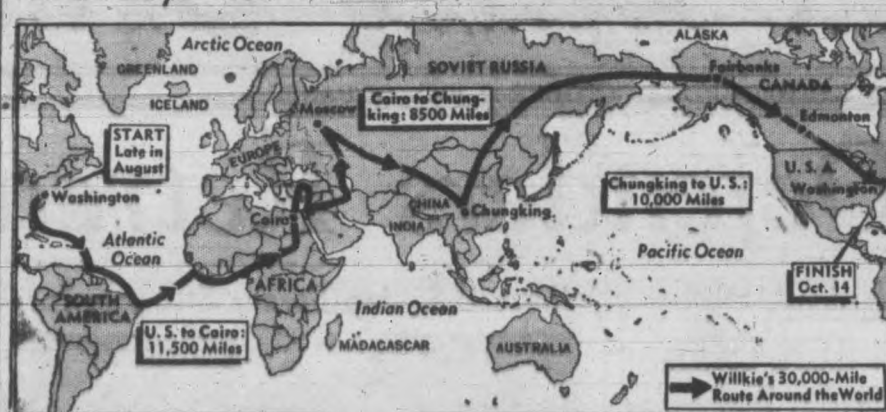 Arctic Ocean
ALASKA
GREENLAND
SOVIET RUSSIA
Fairbanks
CANADA
ICELAND
Moscow
Cairo to Chung-
king: 8500 Miles
Edmonton
START
Late in
August
EUROPE
U. S. A.
Washington
Washington
Chungking to U. S.:
10,000 Miles
CHINA
Chungking
Cairo
INDIA
Atlantic
Ocean
Pacific Ocean
FINISH
Oct. 14
AFRICA
SOUTH
AMERICA
Indian Ocean
U. S. to Cairo:
11,500 Miles
MADAGASCAR
AUSTRALIA
Willkie's 30,000-Mile
Route Around the World